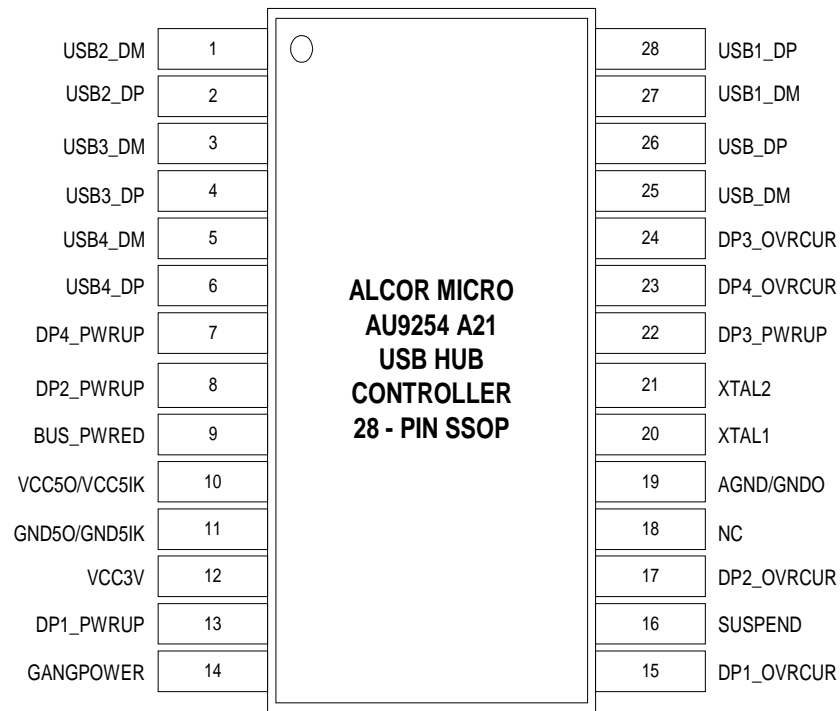 USB2_DM 1
USB2_DP 2
USB3_DM 3
USB3_DP 4
USB4_DM 5
USB4_DP 6
DP4_PWRUP 7
DP2_PWRUP 8
BUS_PWRED 9
VCC5O/VCC5IK 10
GND5O/GND5IK 11
VCC3V 12
DP1_PWRUP 13
GANGPOWER 14
ALCOR MICRO
AU9254 A21
USB HUB
CONTROLLER
28 - PIN SSOP
28 USB1_DP
27 USB1_DM
26 USB_DP
25 USB_DM
24 DP3_OVRCUR
23 DP4_OVRCUR
22 DP3_PWRUP
21 XTAL2
20 XTAL1
19 AGND/GNDO
18 NC
17 DP2_OVRCUR
16 SUSPEND
15 DP1_OVRCUR